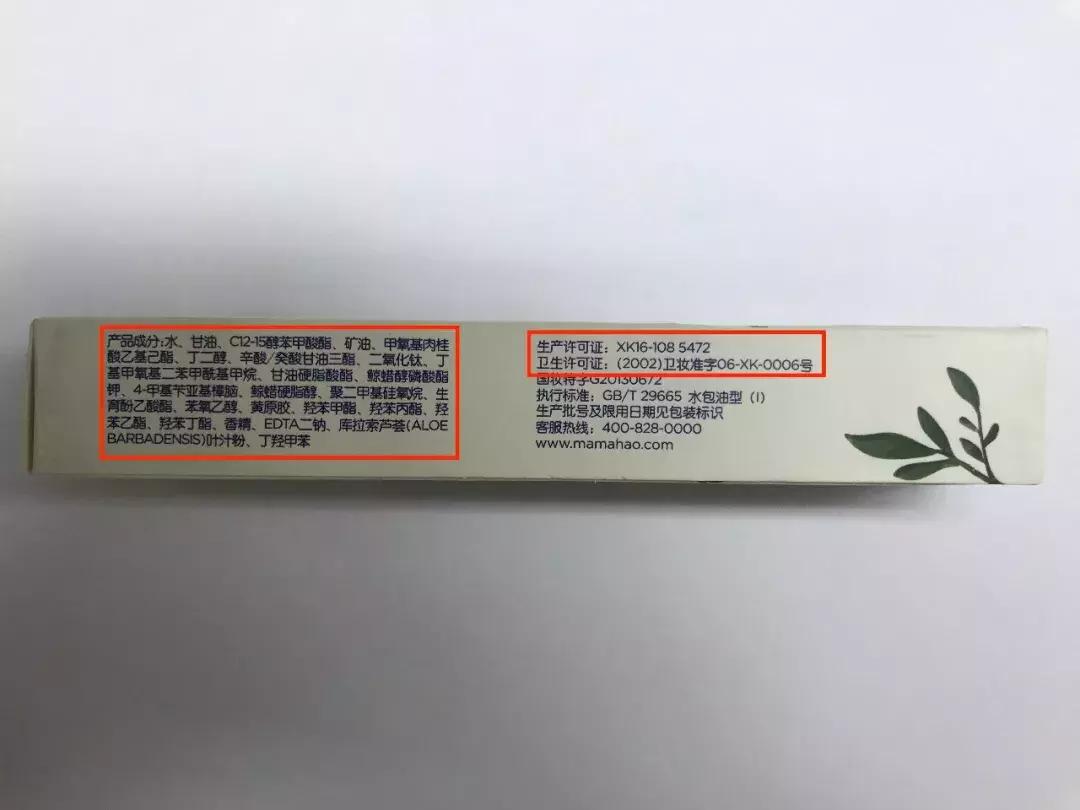 产品成分:水、甘油、C12-15醇苯甲酸酯、矿油、甲氧基肉桂
酸乙基己酯、丁二醇、辛酸/癸酸甘油三酯、二氧化钛、丁
基甲氧基二苯甲酰基甲烷、甘油硬脂酸酯、鲸蜡醇磷酸酯
钾、4-甲基苄亚基樟脑、鲸蜡硬脂醇、聚二甲基硅氧烷、生
育酚乙酸酯、苯氧乙醇、黄原胶、羟苯甲酯、羟苯丙酯、羟
苯乙酯、羟苯丁酯、香精、EDTA二钠、库拉索芦荟(ALOE
BARBADENSIS)叶汁粉、丁羟甲苯
生产许可证：XK16-108 5472
卫生许可证：(2002)卫妆准字06-XK-0006号
国妆特字G20130672
执行标准：GB/T 29665 水包油型（I）
生产批号及限用日期见包装标识
客服热线：400-828-0000
www.mamahao.com